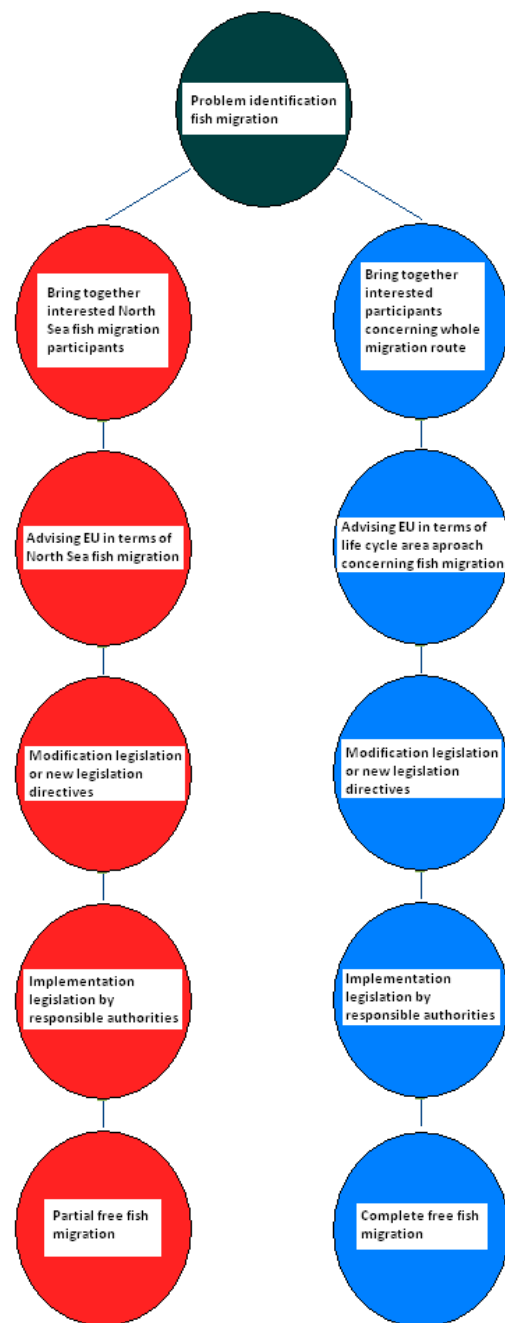 Problem identification
fish migration
Bring together
interested North
Sea fish migration
participants
Bring together
interested
participants
concerning whole
migration route
Advising EU in terms of
North Sea fish migration
Advising EU in terms of
life cycle area aproach
concerning fish migration
Modification legislation
or new legislation
directives
Modification legislation
or new legislation
directives
Implementation
legislation by
responsible authorities
Implementation
legislation by
responsible authorities
Partial free fish
migration
Complete free fish
migration